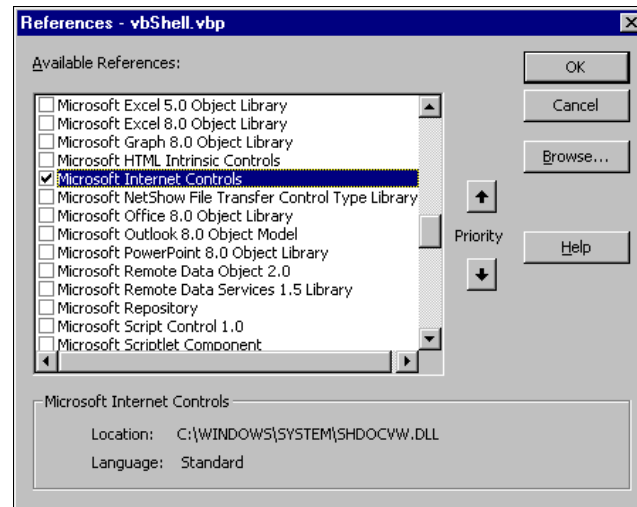 References - vbShell.vbp
Available References:
OK
Cancel
Browse...
Help
Microsoft Excel 5.0 Object Library
Microsoft Excel 8.0 Object Library
Microsoft Graph 8.0 Object Library
Microsoft HTML Intrinsic Controls
Microsoft Internet Controls
Microsoft NetShow File Transfer Control Type Library
Microsoft Office 8.0 Object Library
Microsoft Outlook 8.0 Object Model
Microsoft PowerPoint 8.0 Object Library
Microsoft Remote Data Object 2.0
Microsoft Remote Data Services 1.5 Library
Microsoft Repository
Microsoft Script Control 1.0
Microsoft Scriptlet Component
Priority
Microsoft Internet Controls
Location: C:\WINDOWS\SYSTEM\SHDOCVW.DLL
Language: Standard